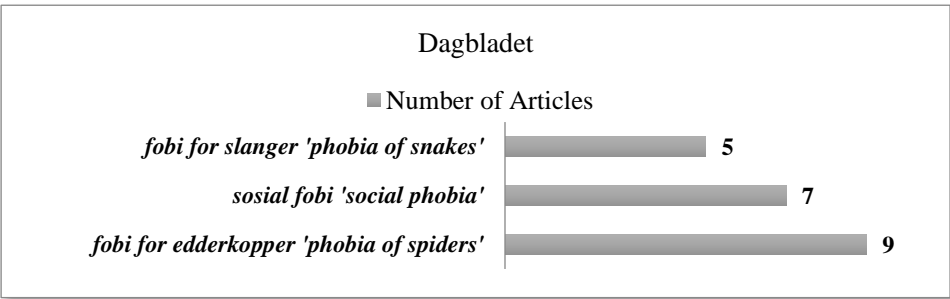 Dagbladet
Number of Articles
fobi for slanger 'phobia of snakes' 5
sosial fobi 'social phobia' 7
fobi for edderkopper 'phobia of spiders' 9